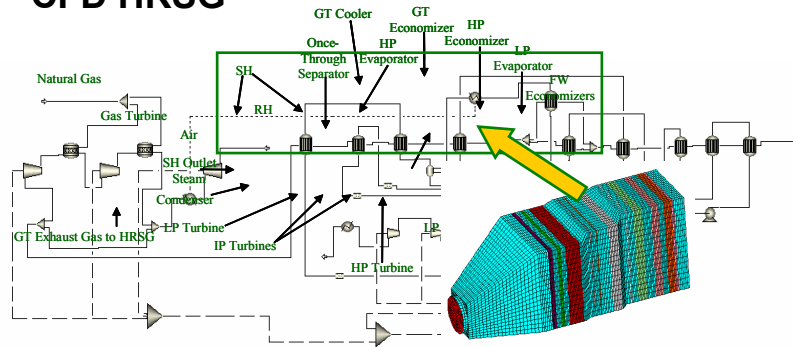 CFD HRSG
GT Cooler
GT
Economizer
HP
Economizer
Once-
Through
Separator
HP
Evaporator
LP
Evaporator
SH
FW
Economizers
Natural Gas
RH
Gas Turbine
Air
SH Outlet
Steam
Condenser
LP Turbine
GT Exhaust Gas to HRSG
IP Turbines
LP
HP Turbine